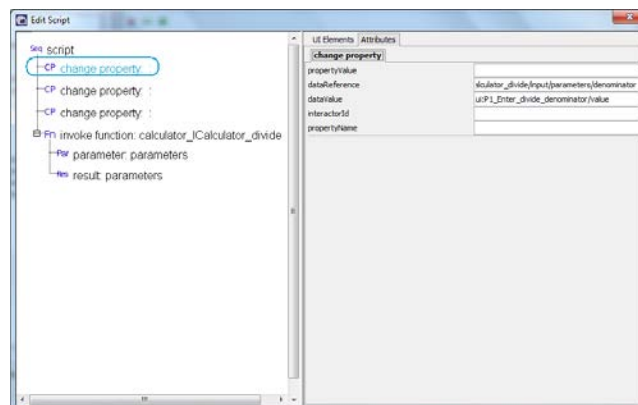 Edit Script
Seq script
CP change property:
CP change property: :
CP change property: :
Fn invoke function: calculator_ICalculator_divide
Par parameter: parameters
Res result: parameters
UI Elements Attributes
change property
propertyValue
dataReference alculator_divide/input/parameters/denominator
dataValue ui:P1_Enter_divide_denominator/value
interactorId
propertyName